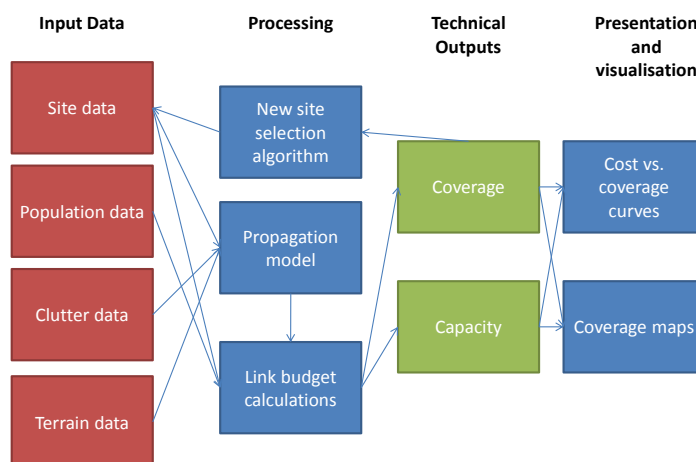 Input Data
Processing
Technical
Outputs
Presentation
and
visualisation
Site data
Population data
Clutter data
Terrain data
New site
selection
algorithm
Propagation
model
Link budget
calculations
Coverage
Capacity
Cost vs.
coverage
curves
Coverage maps